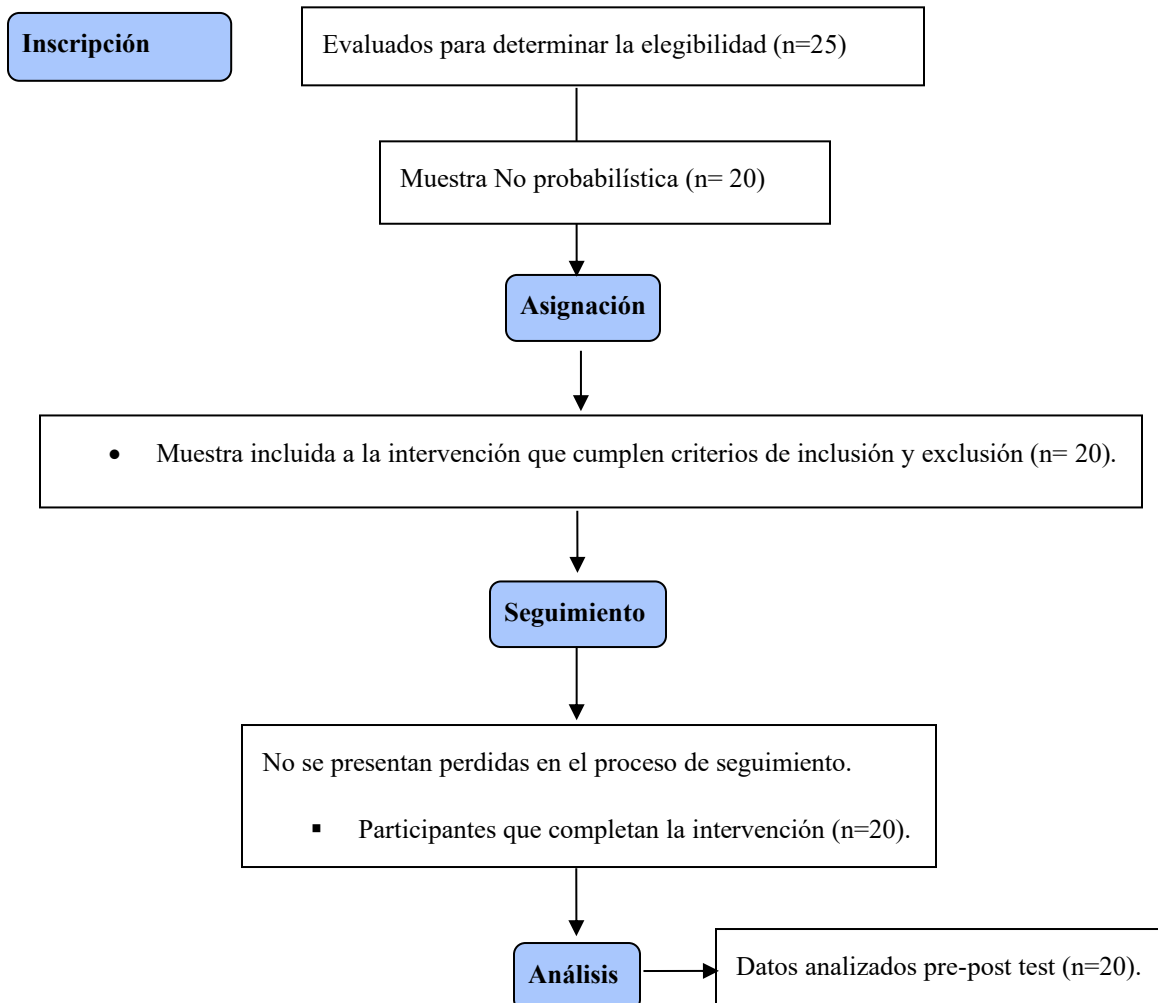 Inscripción
Evaluados para determinar la elegibilidad (n=25)
Muestra No probabilística (n= 20)
Asignación
• Muestra incluida a la intervención que cumplen criterios de inclusión y exclusión (n= 20).
Seguimiento
No se presentan perdidas en el proceso de seguimiento.
▪ Participantes que completan la intervención (n=20).
Análisis
Datos analizados pre-post test (n=20).